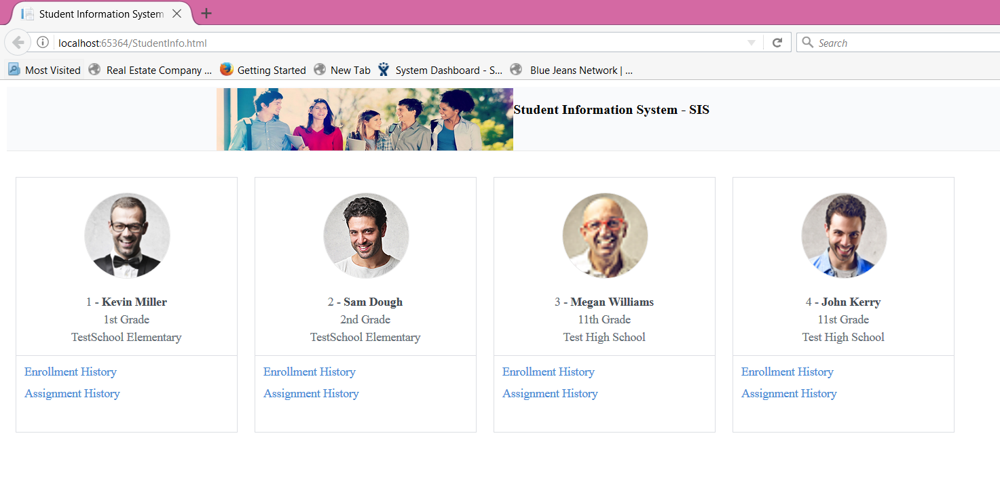 Student Information System
localhost:65364/StudentInfo.html
Search
Most Visited Real Estate Company ... Getting Started New Tab System Dashboard - S... Blue Jeans Network | ...
Student Information System - SIS
1 - Kevin Miller
1st Grade
TestSchool Elementary
Enrollment History
Assignment History
2 - Sam Dough
2nd Grade
TestSchool Elementary
Enrollment History
Assignment History
3 - Megan Williams
11th Grade
Test High School
Enrollment History
Assignment History
4 - John Kerry
11st Grade
Test High School
Enrollment History
Assignment History